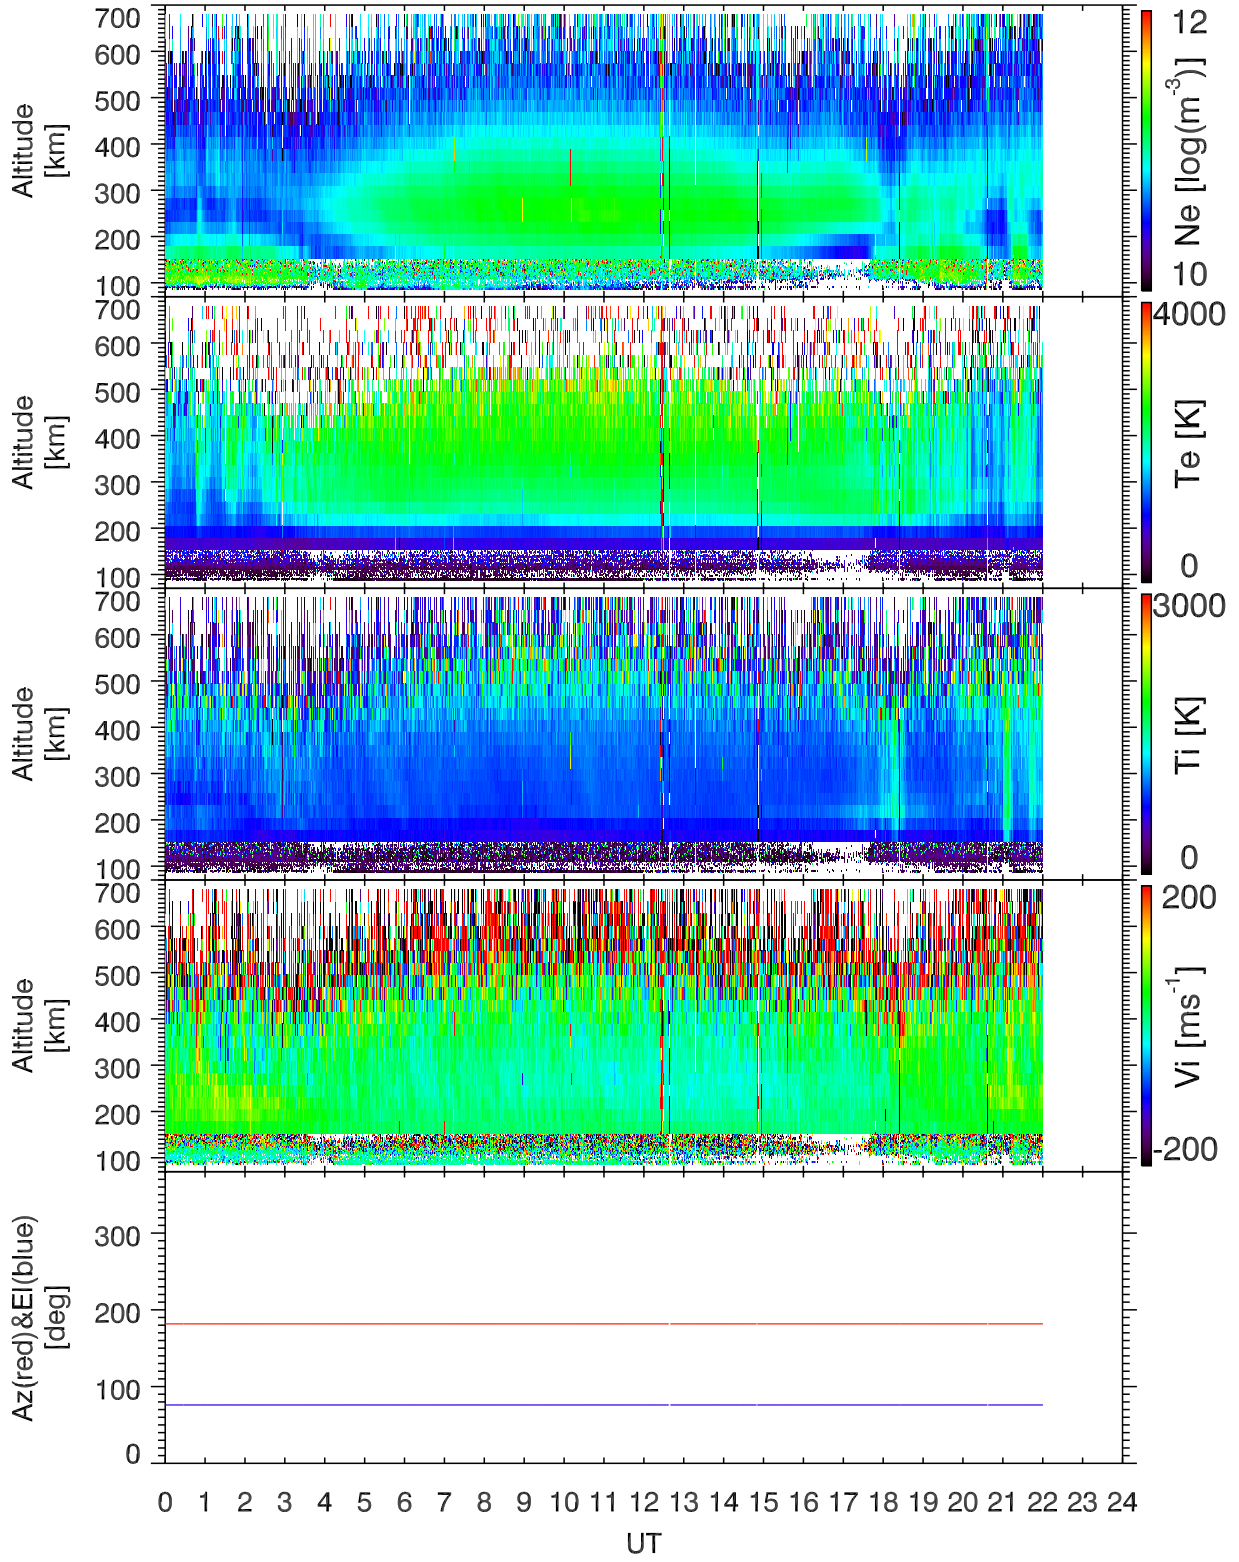 700
600
500
400
300
200
100
Altitude
[km]
12
Ne [log(m⁻³)]
10
700
600
500
400
300
200
100
Altitude
[km]
4000
Te [K]
0
700
600
500
400
300
200
100
Altitude
[km]
3000
Ti [K]
0
700
600
500
400
300
200
100
Altitude
[km]
200
Vi [ms⁻¹]
-200
300
200
100
0
Az(red)&El(blue)
[deg]
0 1 2 3 4 5 6 7 8 9 10 11 12 13 14 15 16 17 18 19 20 21 22 23 24
UT